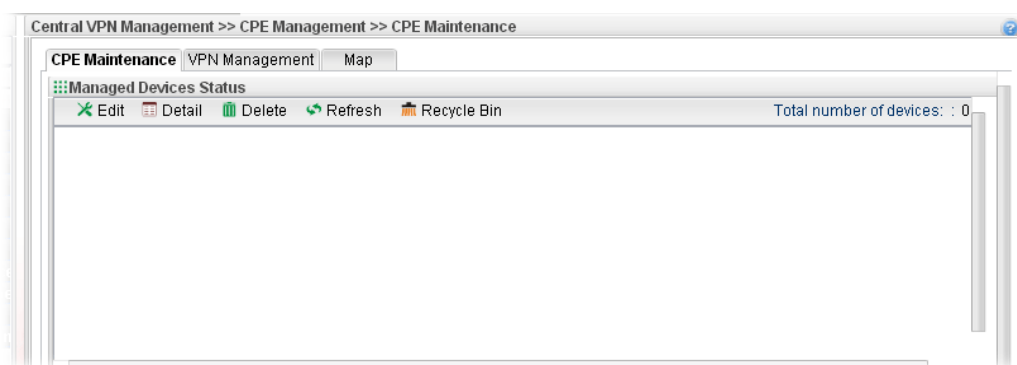 Central VPN Management >> CPE Management >> CPE Maintenance
CPE Maintenance VPN Management Map
Managed Devices Status
Edit Detail Delete Refresh Recycle Bin Total number of devices: : 0